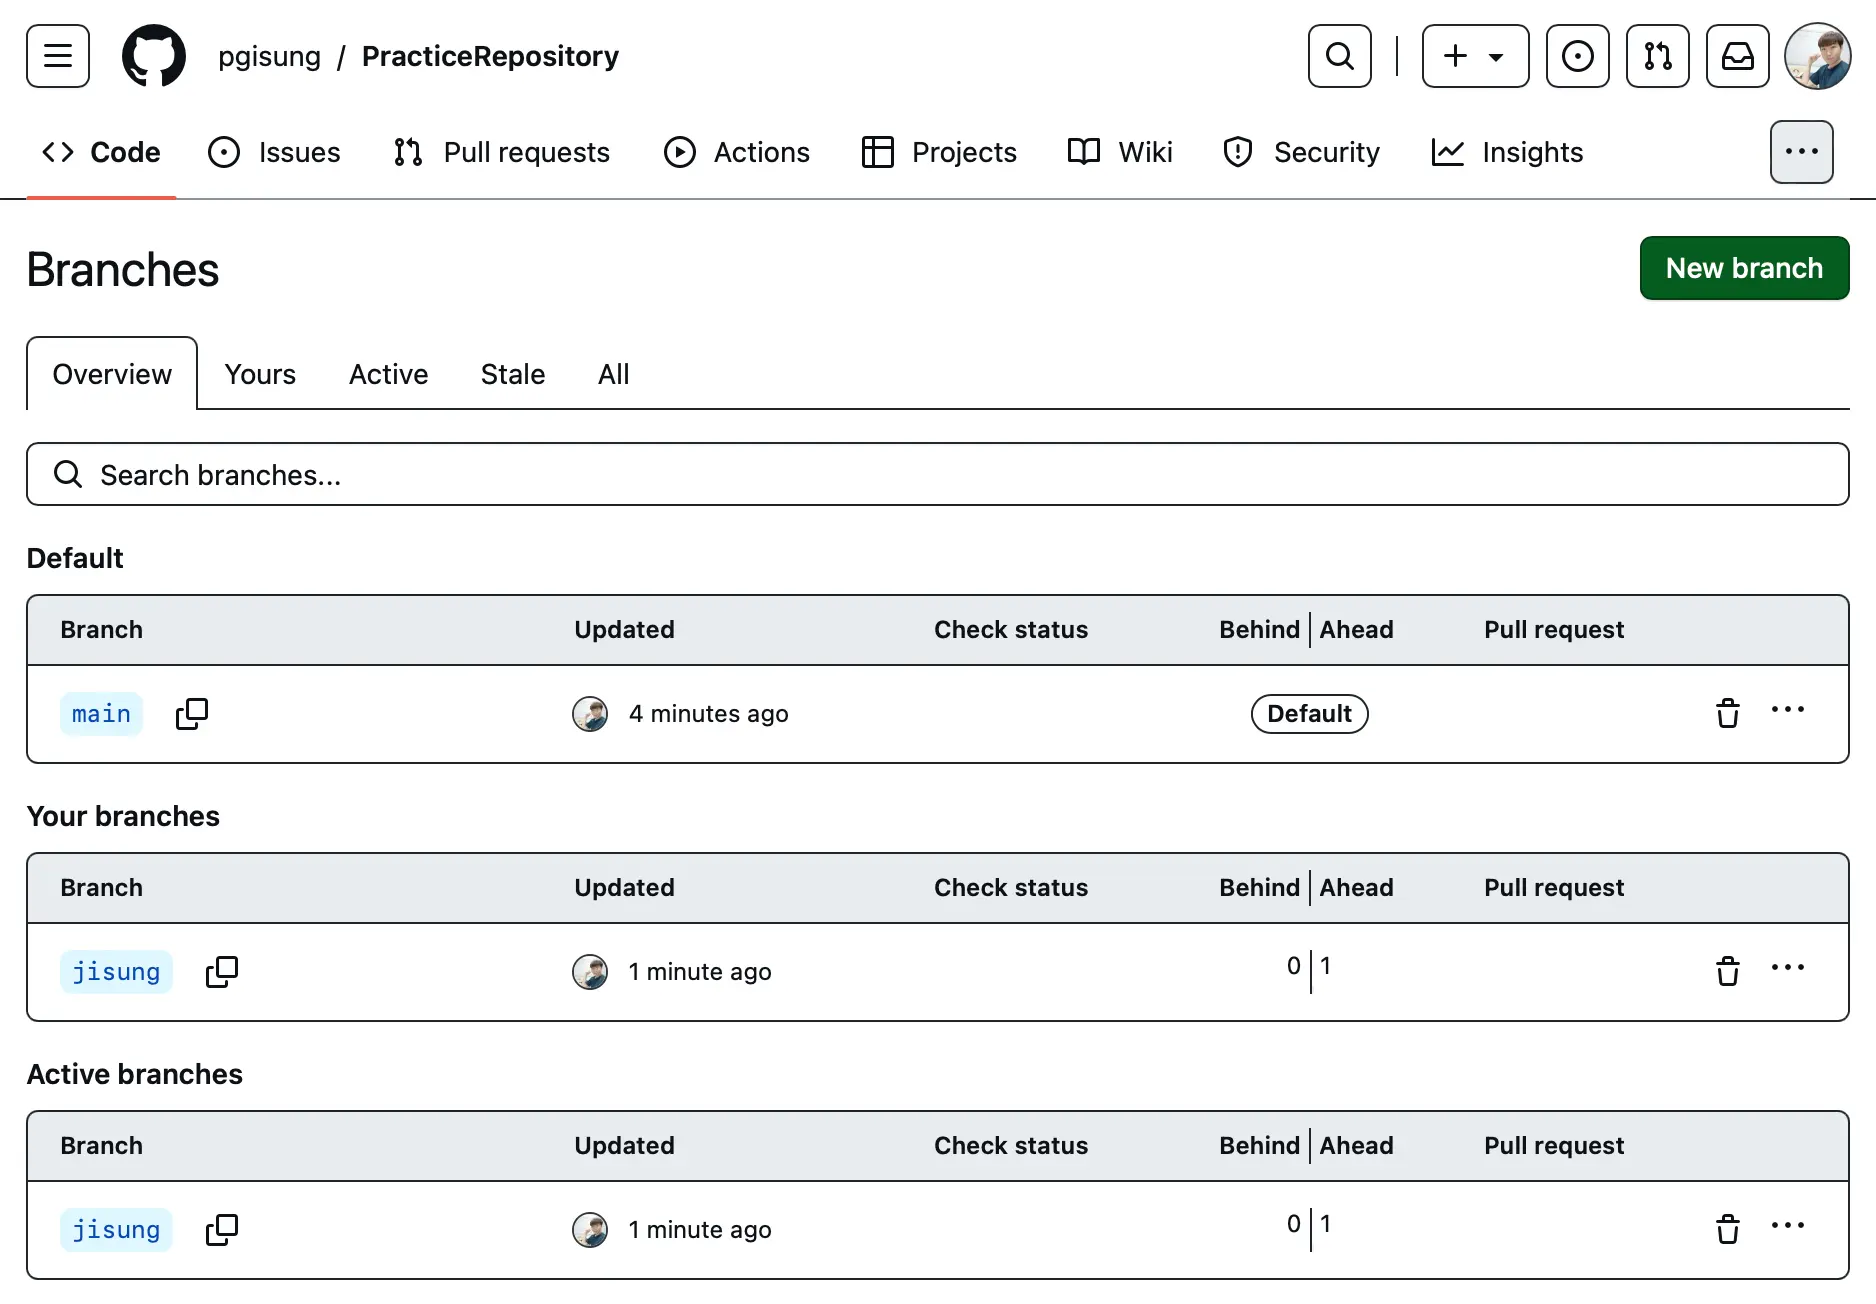 pgisung / PracticeRepository
Code Issues Pull requests Actions Projects Wiki Security Insights
Branches
New branch
Overview Yours Active Stale All
Search branches...
Default
Branch Updated Check status Behind Ahead Pull request
main 4 minutes ago Default
Your branches
Branch Updated Check status Behind Ahead Pull request
jisung 1 minute ago 0 1
Active branches
Branch Updated Check status Behind Ahead Pull request
jisung 1 minute ago 0 1